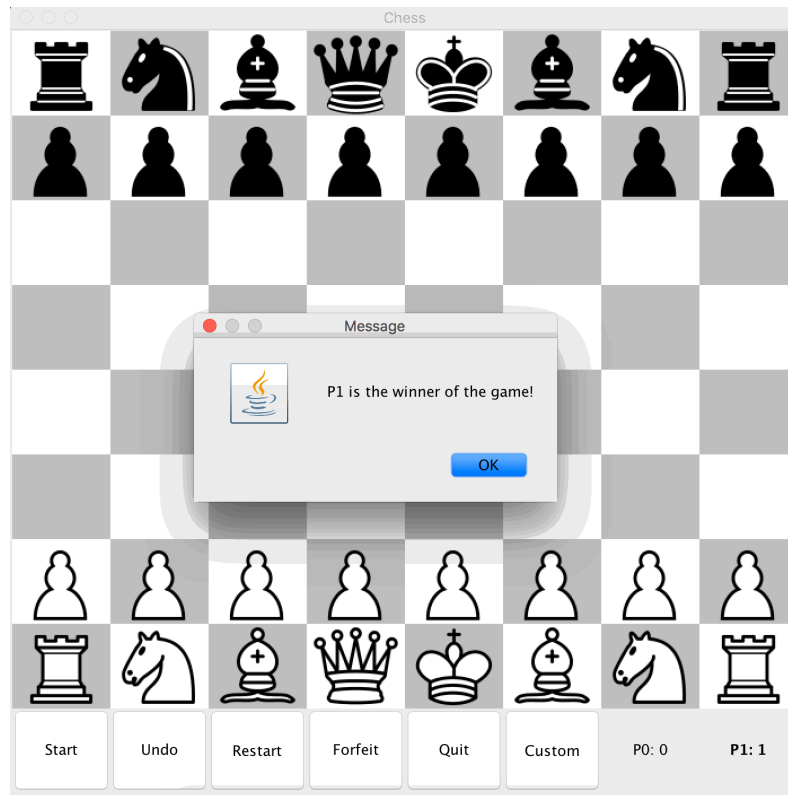 Chess
Message
P1 is the winner of the game!
OK
Start
Undo
Restart
Forfeit
Quit
Custom
P0: 0
P1: 1